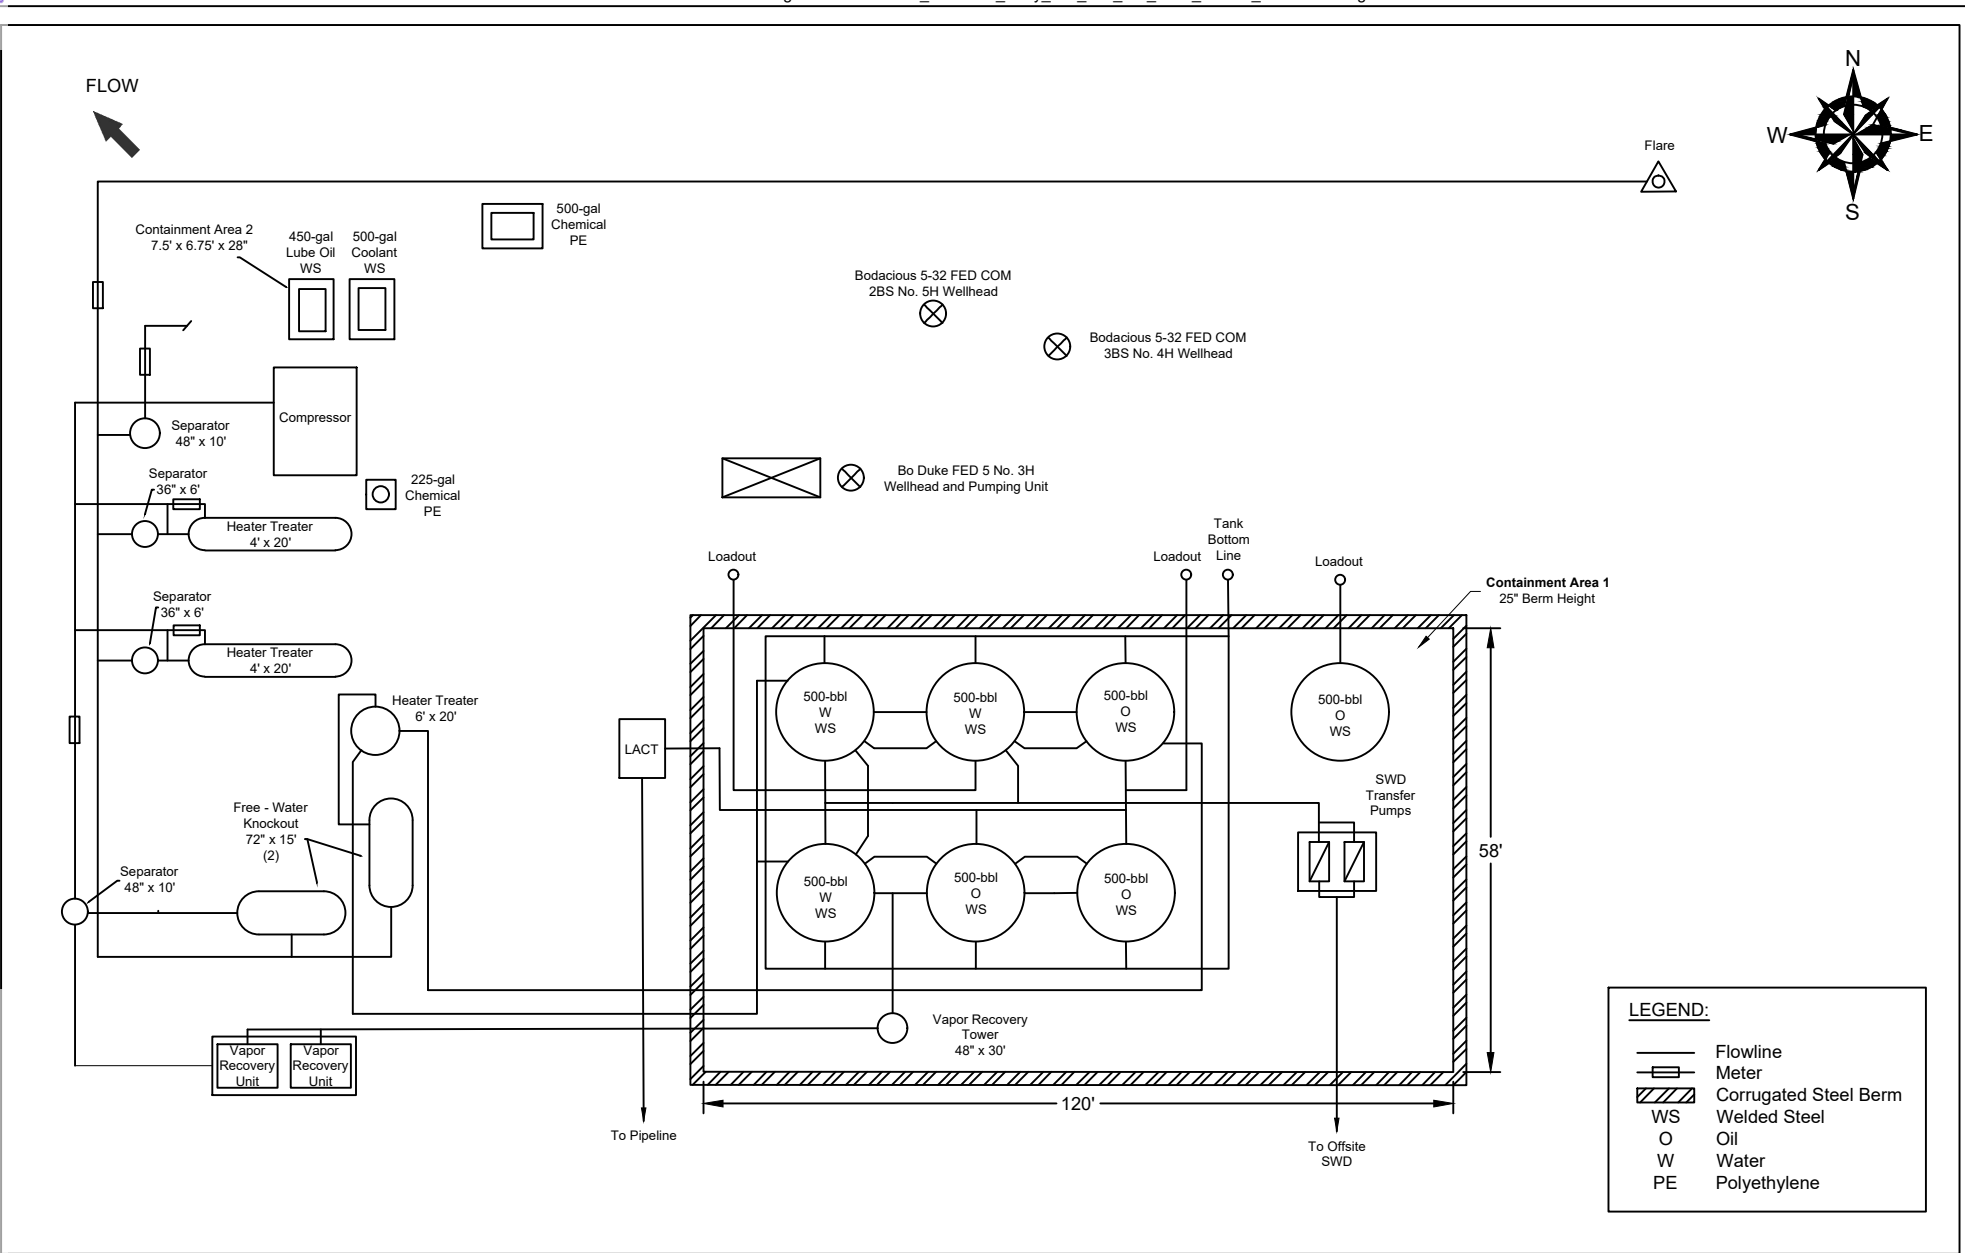 FLOW
N
W
E
S
Flare
Containment Area 2
7.5' x 6.75' x 28"
450-gal
Lube Oil
WS
500-gal
Coolant
WS
500-gal
Chemical
PE
Bodacious 5-32 FED COM
2BS No. 5H Wellhead
Bodacious 5-32 FED COM
3BS No. 4H Wellhead
Compressor
Separator
48" x 10'
Separator
36" x 6'
225-gal
Chemical
PE
Bo Duke FED 5 No. 3H
Wellhead and Pumping Unit
Heater Treater
4' x 20'
Tank
Bottom
Line
Loadout
Loadout
Loadout
Containment Area 1
25" Berm Height
Separator
36" x 6'
Heater Treater
4' x 20'
Heater Treater
6' x 20'
500-bbl
W
WS
500-bbl
W
WS
500-bbl
O
WS
500-bbl
O
WS
LACT
SWD
Transfer
Pumps
Free - Water
Knockout
72" x 15'
(2)
58'
Separator
48" x 10'
500-bbl
W
WS
500-bbl
O
WS
500-bbl
O
WS
Vapor Recovery
Tower
48" x 30'
Vapor
Recovery
Unit
Vapor
Recovery
Unit
120'
To Pipeline
To Offsite
SWD
LEGEND:
Flowline
Meter
Corrugated Steel Berm
WS Welded Steel
O Oil
W Water
PE Polyethylene